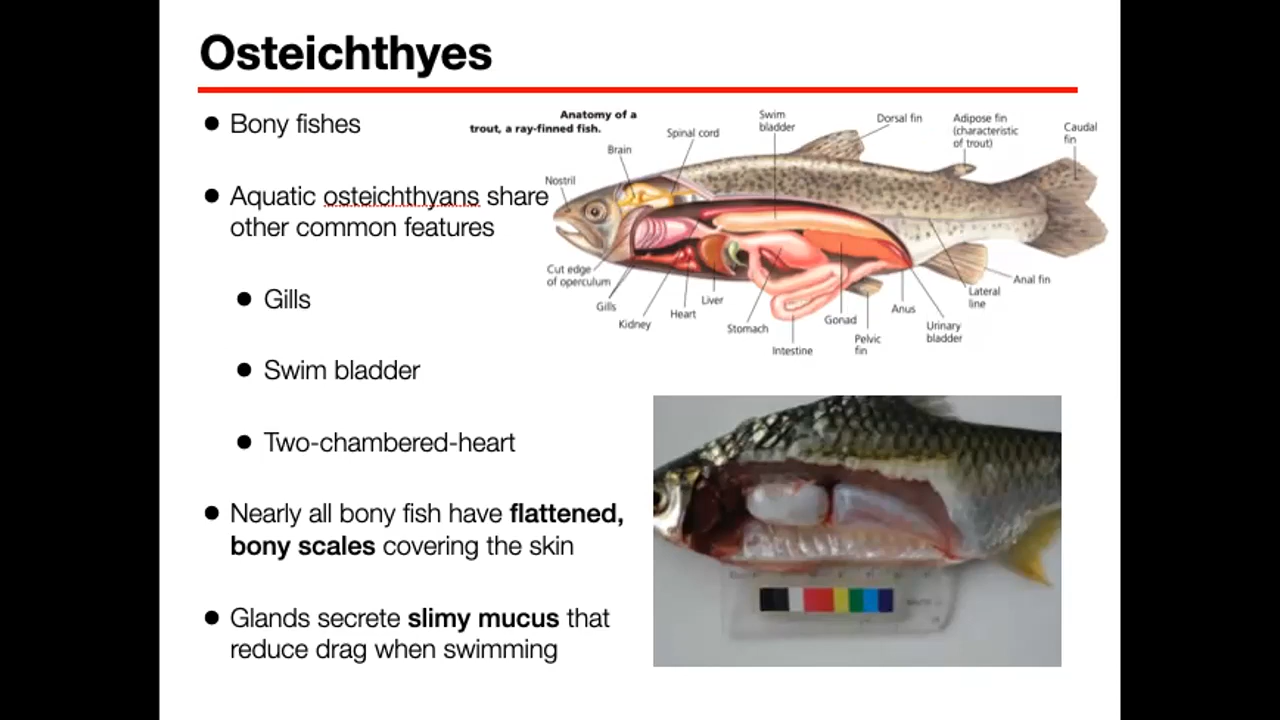 Osteichthyes
• Bony fishes
• Aquatic osteichthyans share
other common features
• Gills
• Swim bladder
• Two-chambered-heart
• Nearly all bony fish have flattened,
bony scales covering the skin
• Glands secrete slimy mucus that
reduce drag when swimming
Anatomy of a
trout, a ray-finned fish.
Nostril
Brain
Spinal cord
Swim
bladder
Dorsal fin
Adipose fin
(characteristic
of trout)
Caudal
fin
Cut edge
of operculum
Gills
Kidney
Heart
Liver
Stomach
Intestine
Gonad
Pelvic
fin
Anus
Urinary
bladder
Lateral
line
Anal fin